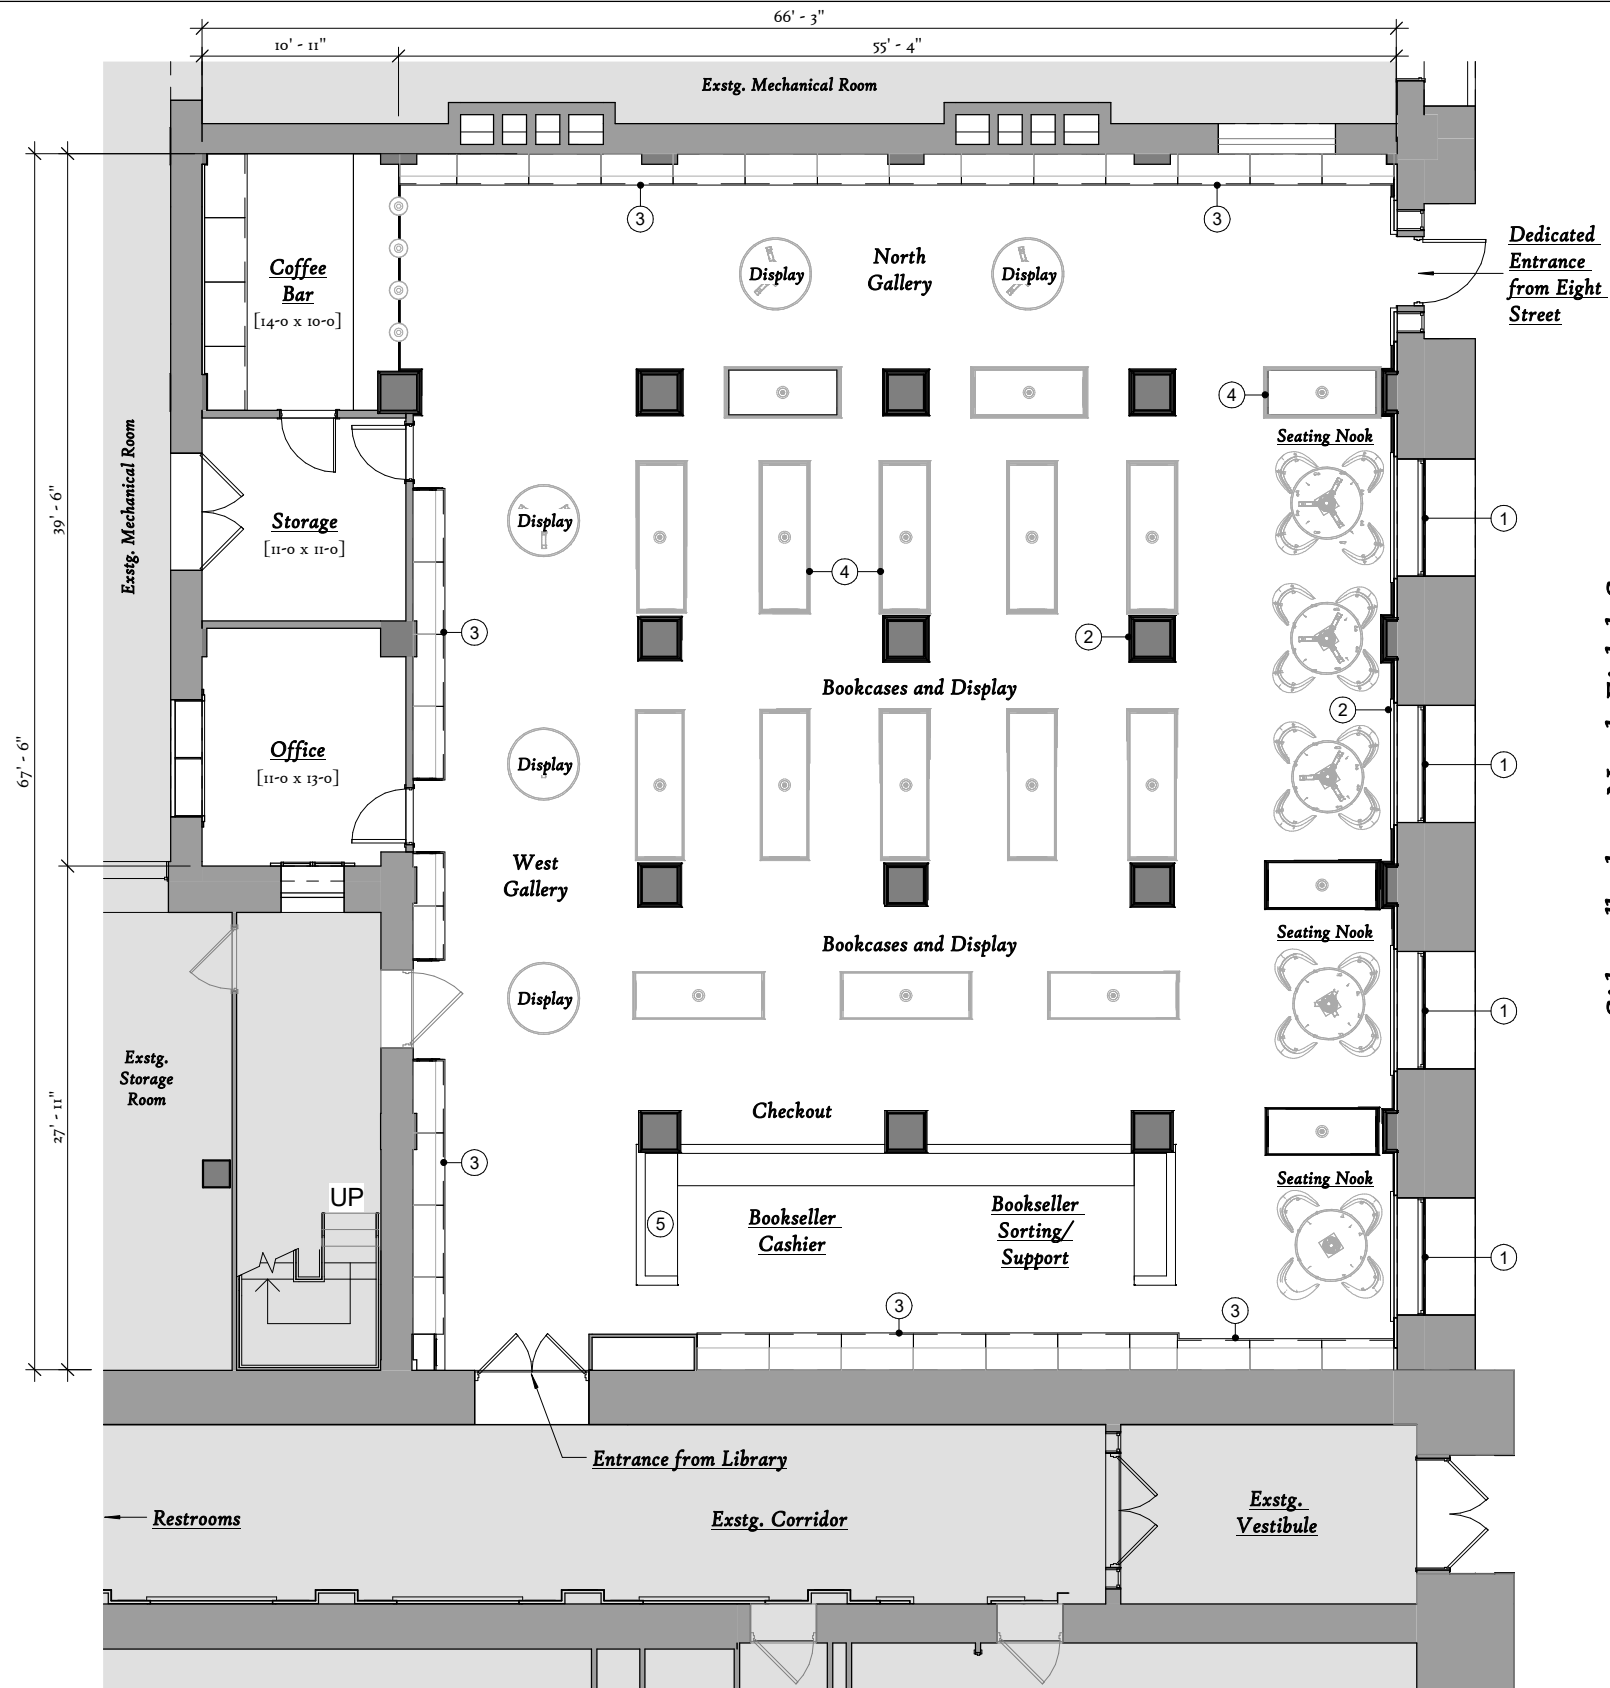 66' - 3"
10' - 11"
55' - 4"
Exstg. Mechanical Room
3
3
Dedicated
Entrance
from Eight
Street
North
Gallery
Display
Display
Coffee
Bar
[14-0 x 10-0]
4
Seating Nook
Exstg. Mechanical Room
39' - 6"
67' - 6"
Storage
[11-0 x 11-0]
Display
4
1
3
2
Bookcases and Display
2
Office
[11-0 x 13-0]
Display
1
West
Gallery
Seating Nook
Bookcases and Display
Display
1
Exstg.
Storage
Room
27' - 11"
Checkout
3
Seating Nook
UP
5
Bookseller
Cashier
Bookseller
Sorting/
Support
1
3
3
Entrance from Library
Restrooms
Exstg. Corridor
Exstg.
Vestibule